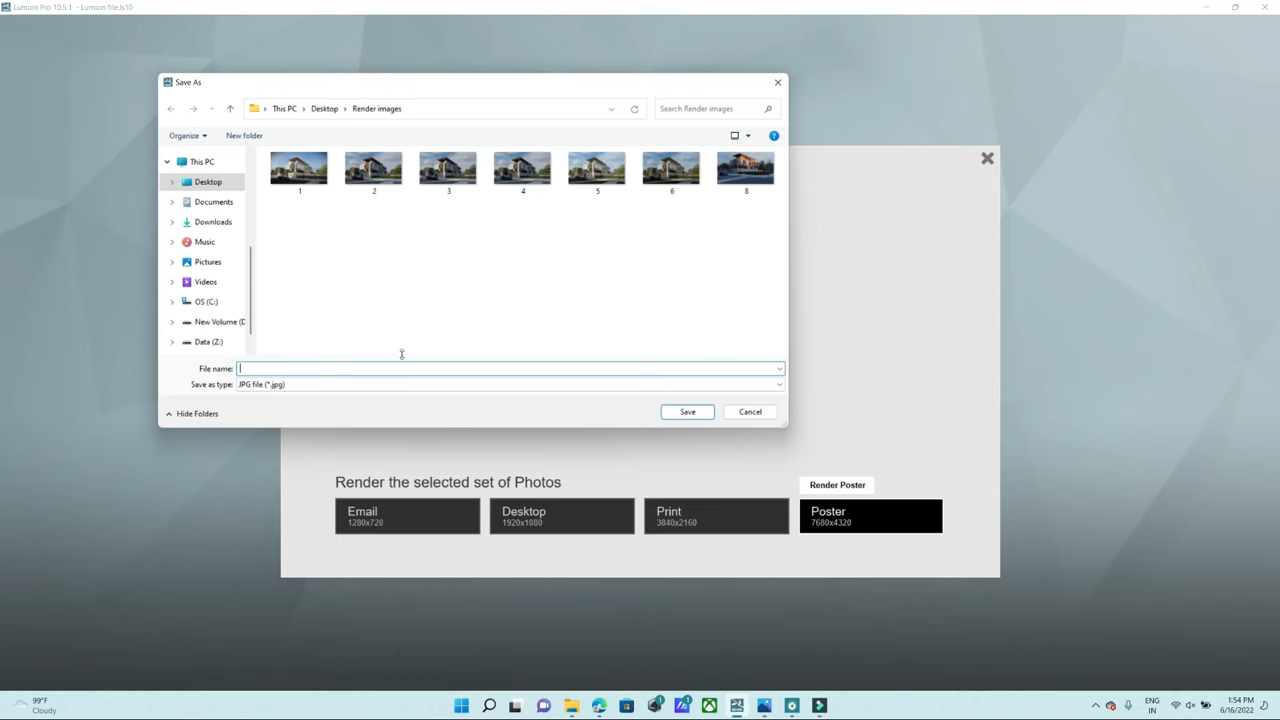 Lumion Pro 10.5.1 - Lumion file.ls10
Save As
This PC
Desktop
Render images
Search Render images
Organize
New folder
This PC
Desktop
Documents
Downloads
Music
Pictures
Videos
OS (C:)
New Volume (D
Data (Z:)
1
2
3
4
5
6
8
File name:
Save as type: JPG file (*.jpg)
Hide Folders
Save
Cancel
Render the selected set of Photos
Render Poster
Email
1280x720
Desktop
1920x1080
Print
3840x2160
Poster
7680x4320
99°F
Cloudy
ENG
IN
1:54 PM
6/16/2022